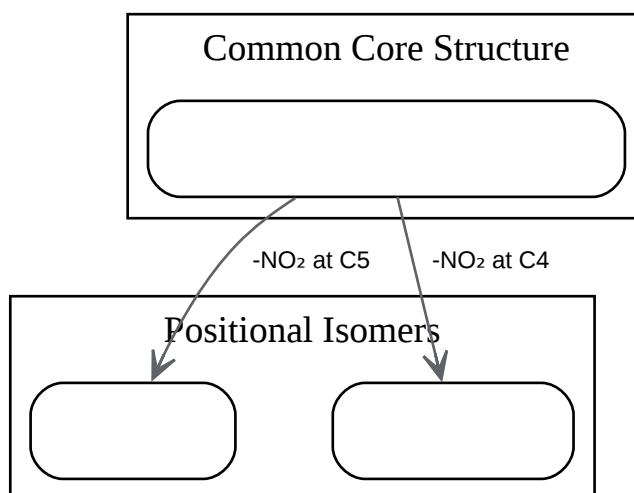 Common Core Structure
-NO₂ at C5
-NO₂ at C4
Positional Isomers